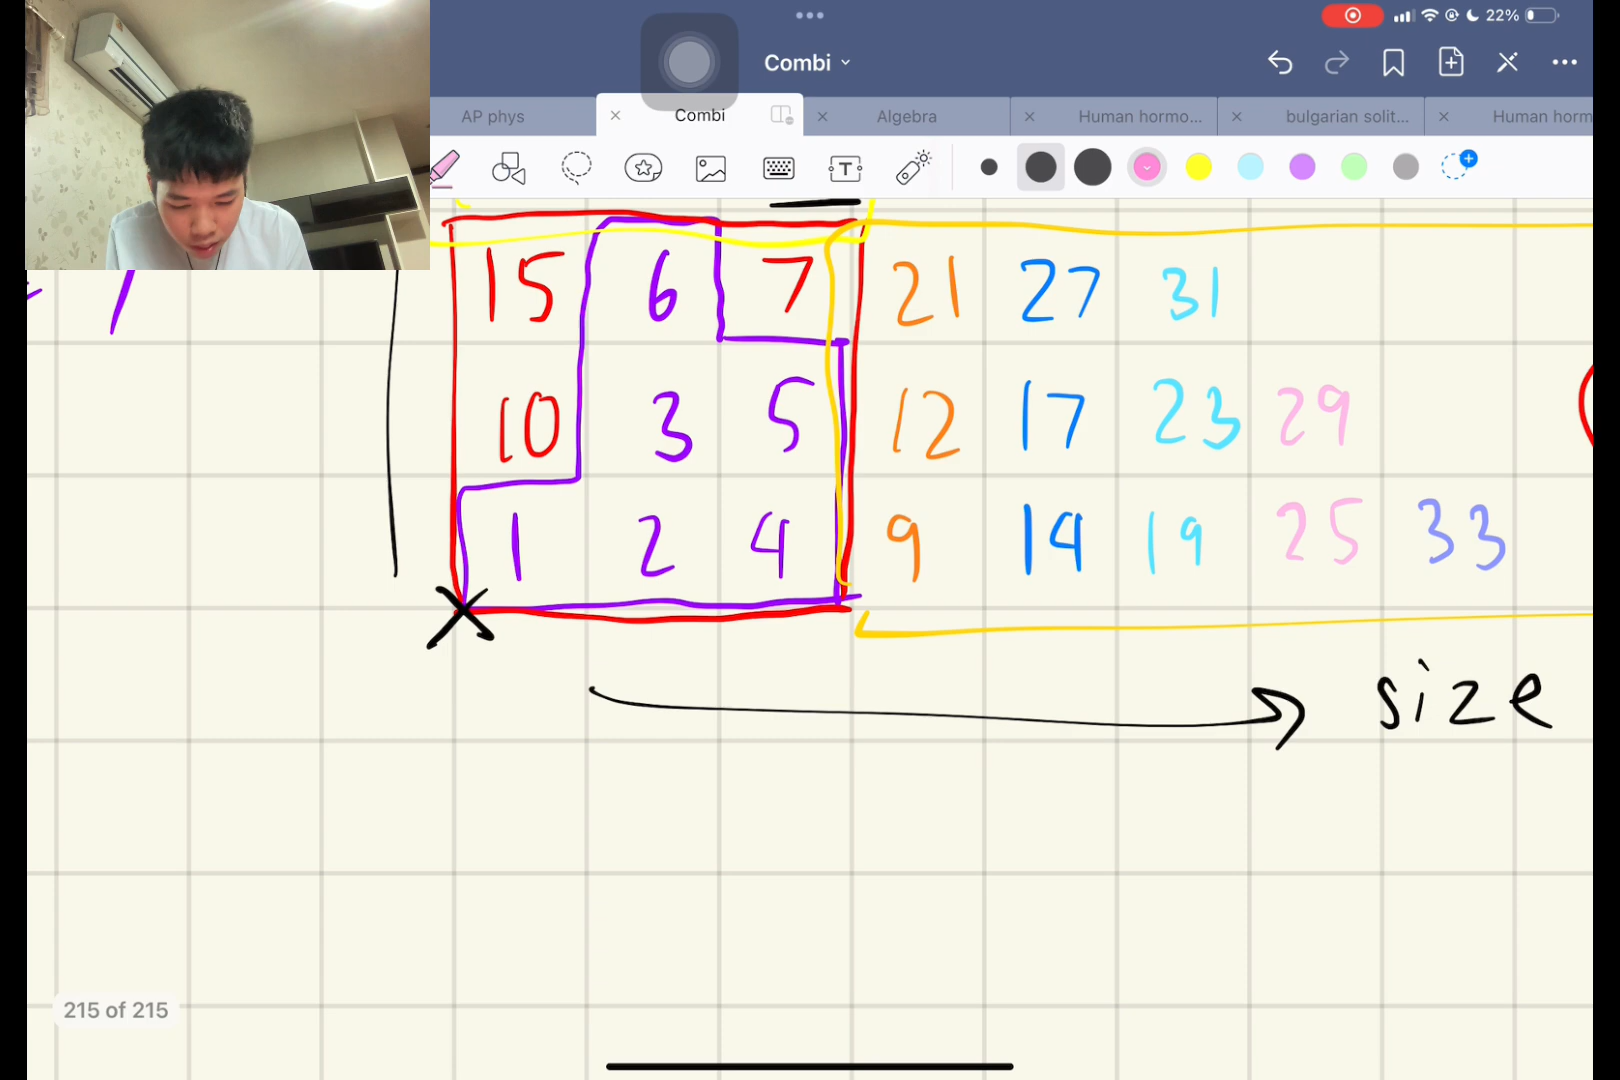 22%
Combi
AP phys
Combi
Algebra
Human hormo...
bulgarian solit...
Human horm
T
15 6 7 21 27 31
10 3 5 12 17 23 29
1 2 4 9 14 19 25 33
X
size
215 of 215